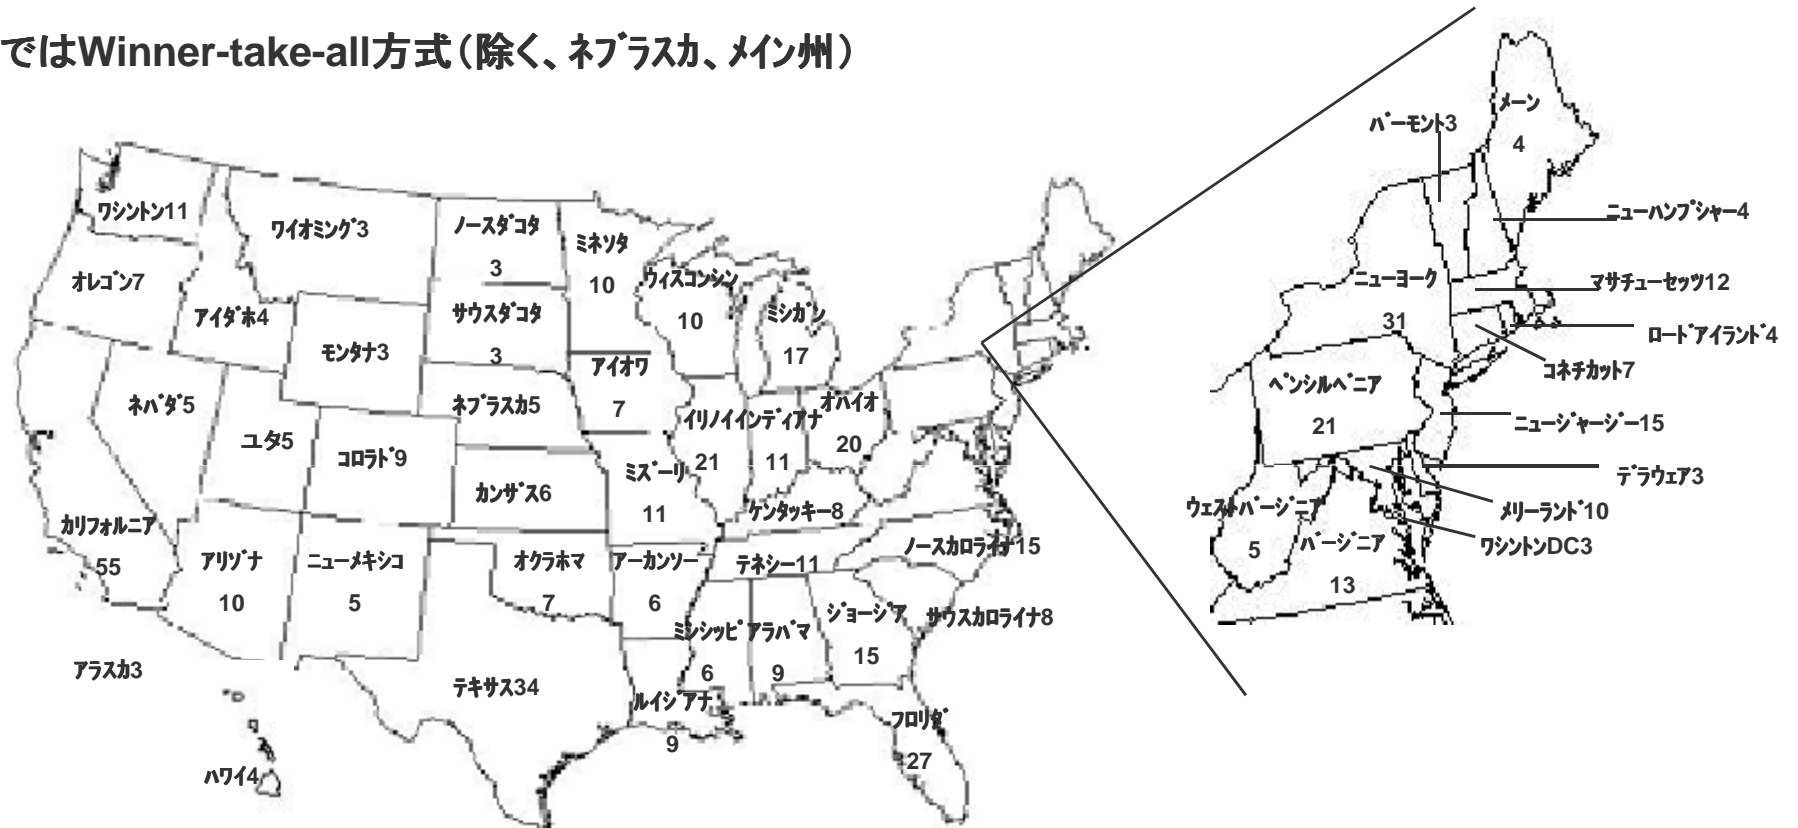 ではWinner-take-all方式（除く、ネブラスカ、メイン州）
ワシントン11
ワイオミング3
ノースダコタ
3
ミネソタ
10
オレゴン7
アイダホ4
サウスダコタ
3
ウィスコンシン
10
ミシガン
17
モンタナ3
アイオワ
7
ネバダ5
ユタ5
ネブラスカ5
コロラド9
イリノイ
21
インディアナ
11
オハイオ
20
カンザス6
ミズーリ
11
ケンタッキー8
カリフォルニア
55
アリゾナ
10
ニューメキシコ
5
オクラホマ
7
アーカンソー
6
テネシー11
ノースカロライナ15
サウスカロライナ8
ミシシッピ
6
アラバマ
9
ジョージア
15
アラスカ3
テキサス34
ルイジアナ
9
フロリダ
27
ハワイ4
バーモント3
メーン
4
ニューハンプシャー4
ニューヨーク
31
マサチューセッツ12
ロードアイランド4
コネチカット7
ペンシルベニア
21
ニュージャージー15
デラウェア3
メリーランド10
ワシントンDC3
ウェストバージニア
5
バージニア
13